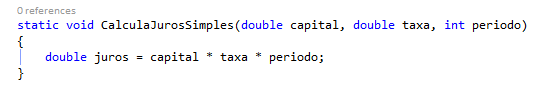 0 references
static void CalculaJurosSimples(double capital, double taxa, int periodo)
{
    double juros = capital * taxa * periodo;
}